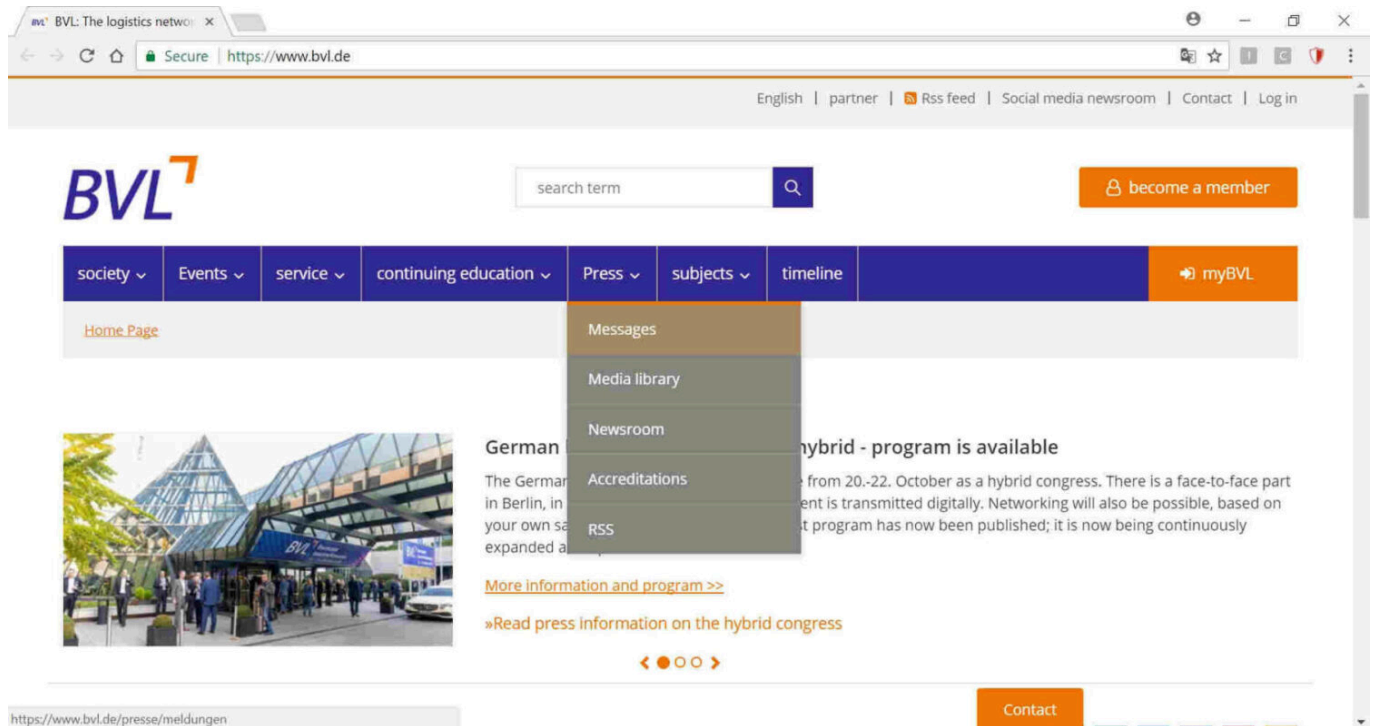 BVL: The logistics networ
Secure https://www.bvl.de
English | partner | Rss feed | Social media newsroom | Contact | Log in
BVL
search term
become a member
society
Events
service
continuing education
Press
subjects
timeline
myBVL
Home Page
Messages
Media library
Newsroom
Accreditations
RSS
German
hybrid - program is available
The German
from 20.-22. October as a hybrid congress. There is a face-to-face part
in Berlin, in
ent is transmitted digitally. Networking will also be possible, based on
your own sa
t program has now been published; it is now being continuously
expanded a
More information and program >>
»Read press information on the hybrid congress
Contact
https://www.bvl.de/presse/meldungen